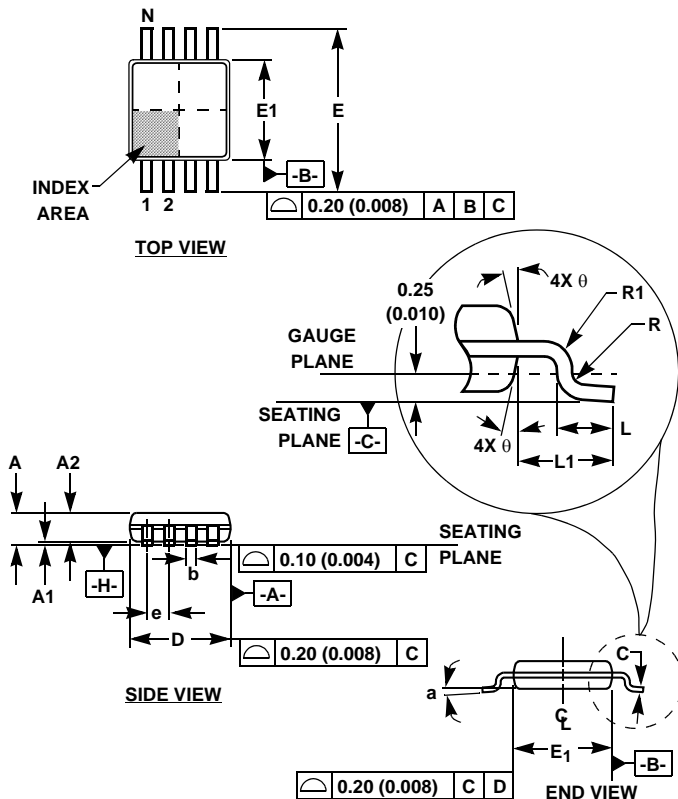 N
E1
E
-B-
INDEX
AREA
1 2
0.20 (0.008) A B C
TOP VIEW
0.25
(0.010)
4X θ
R1
R
GAUGE
PLANE
SEATING
PLANE
-C-
4X θ
L
L1
A
A2
SEATING
PLANE
A1
-H-
b
0.10 (0.004) C
e
-A-
D
0.20 (0.008) C
SIDE VIEW
C
a
CL
E1
-B-
0.20 (0.008) C D
END VIEW